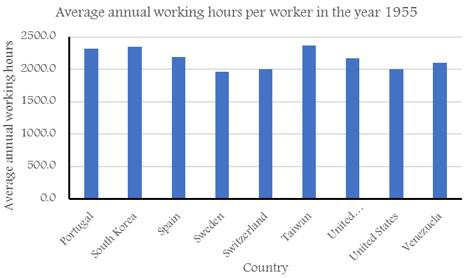 Average annual working hours per worker in the year 1955
Average annual working hours
2500.0
2000.0
1500.0
1000.0
500.0
0.0
Portugal
South Korea
Spain
Sweden
Switzerland
Taiwan
United...
United States
Venezuela
Country